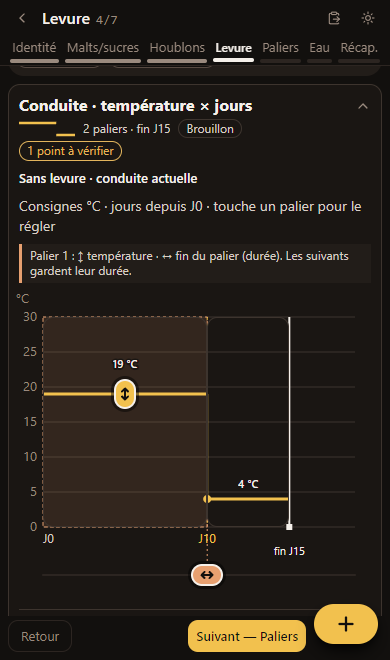 Levure 4/7
Identité Malts/sucres Houblons Levure Paliers Eau Récap.
Conduite · température × jours
2 paliers · fin J15 Brouillon
1 point à vérifier
Sans levure · conduite actuelle
Consignes °C · jours depuis J0 · touche un palier pour le
régler
Palier 1 : ↕ température · ↔ fin du palier (durée). Les suivants
gardent leur durée.
°C
30
25
19 °C
20
15
10
4 °C
5
0
J0 J10
fin J15
Retour Suivant — Paliers +